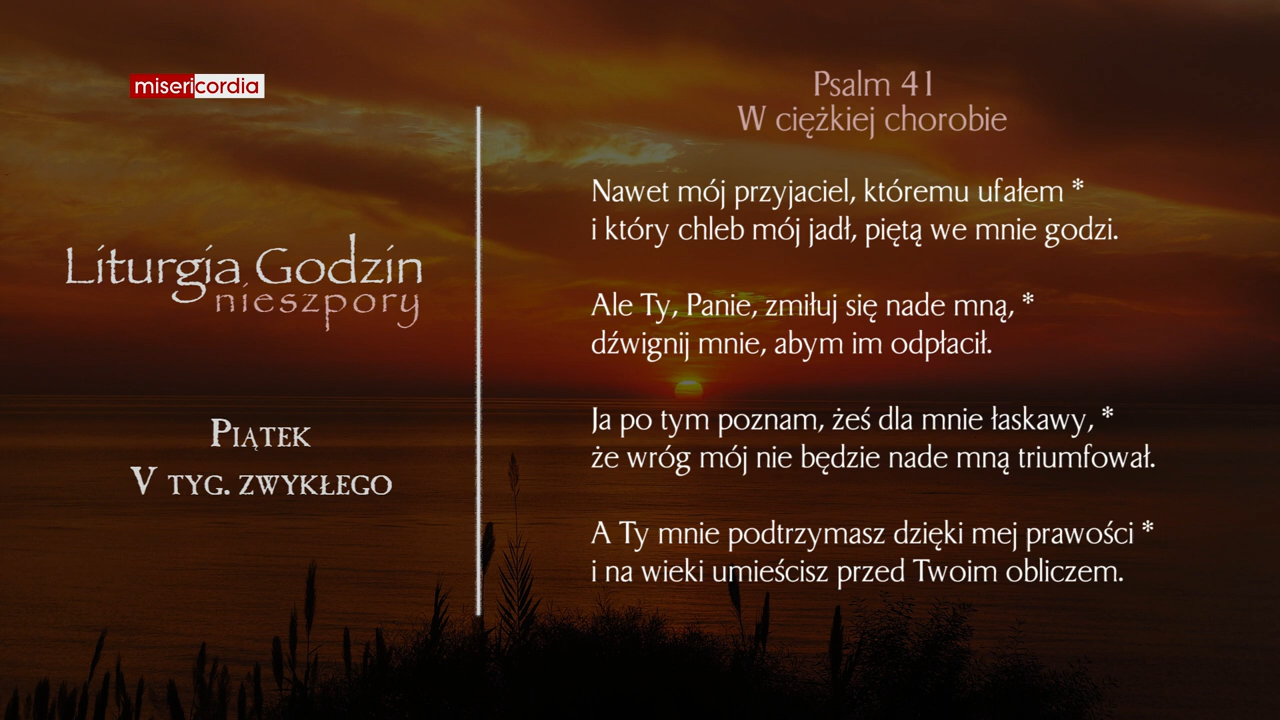 misericordia
Liturgia Godzin
nieszpory
Piątek
V tyg. zwykłego
Psalm 41
W ciężkiej chorobie
Nawet mój przyjaciel, któremu ufałem *
i który chleb mój jadł, piętą we mnie godzi.
Ale Ty, Panie, zmiłuj się nade mną, *
dźwignij mnie, abym im odpłacił.
Ja po tym poznam, żeś dla mnie łaskawy, *
że wróg mój nie będzie nade mną triumfował.
A Ty mnie podtrzymasz dzięki mej prawości *
i na wieki umieścisz przed Twoim obliczem.